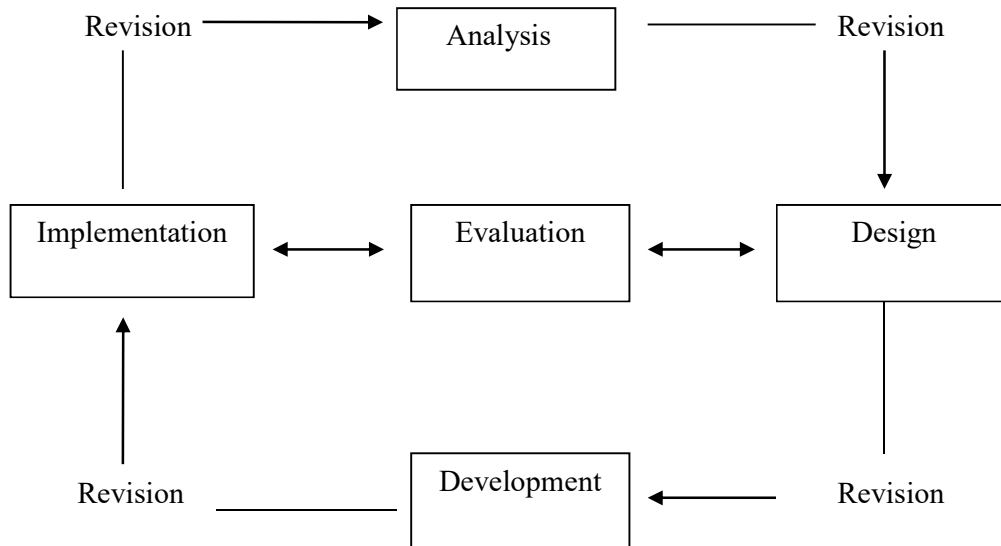 Revision
Analysis
Revision
Implementation
Evaluation
Design
Revision
Development
Revision